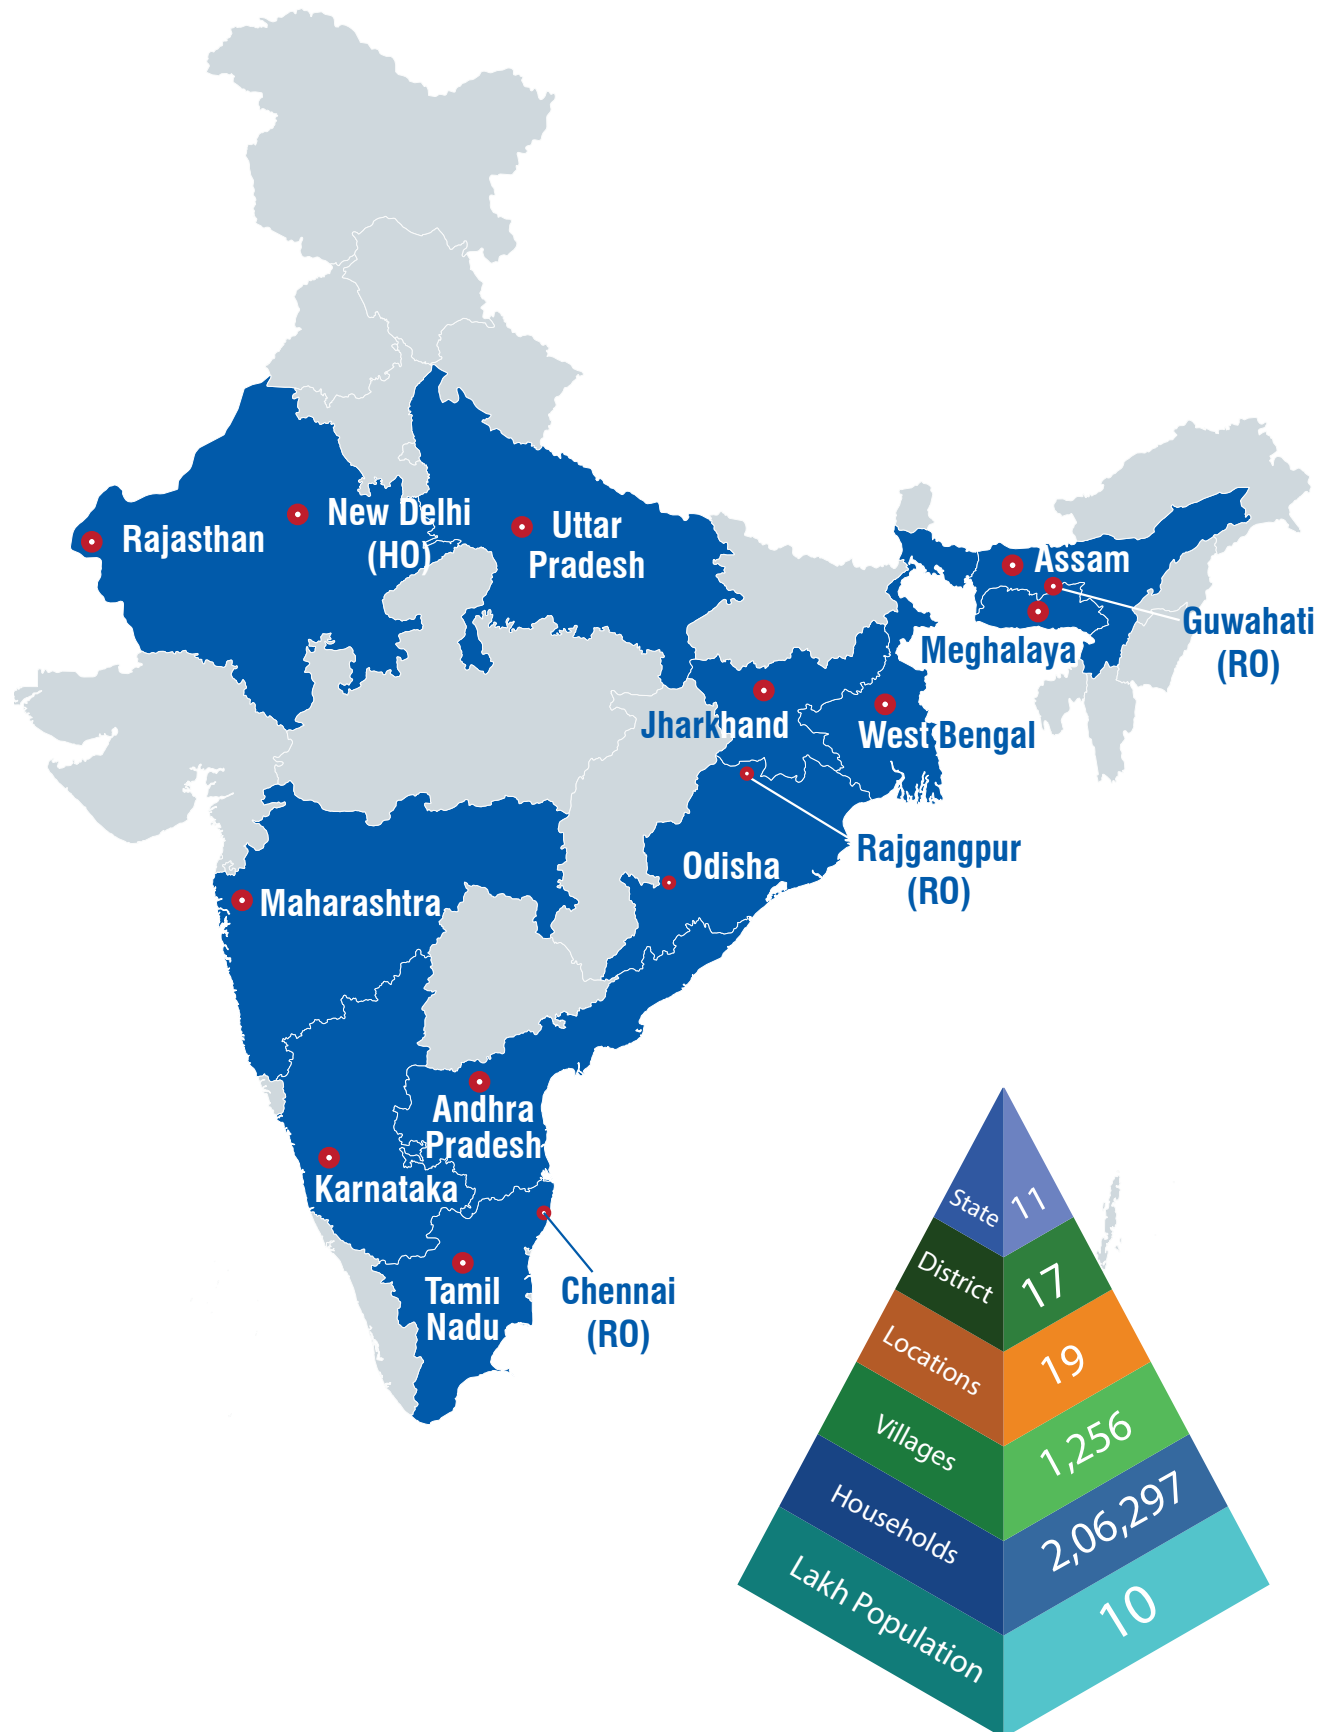 New Delhi
(HO)
Rajasthan
Uttar
Pradesh
Assam
Guwahati
(RO)
Meghalaya
Jharkhand
West Bengal
Rajgangpur
(RO)
Odisha
Maharashtra
Andhra
Pradesh
Karnataka
Tamil
Nadu
Chennai
(RO)
State 11
District 17
Locations 19
Villages 1,256
Households 2,06,297
Lakh Population 10